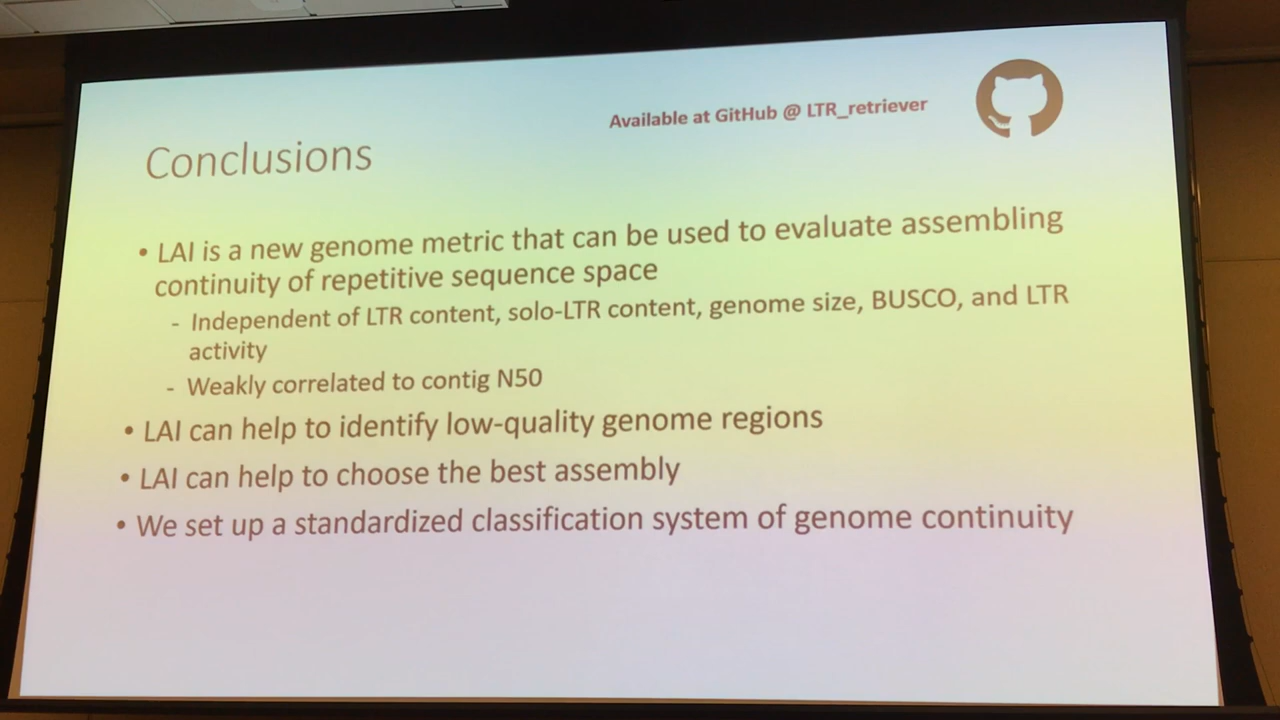 Available at GitHub @ LTR_retriever
Conclusions
• LAI is a new genome metric that can be used to evaluate assembling
continuity of repetitive sequence space
- Independent of LTR content, solo-LTR content, genome size, BUSCO, and LTR
activity
- Weakly correlated to contig N50
• LAI can help to identify low-quality genome regions
• LAI can help to choose the best assembly
• We set up a standardized classification system of genome continuity